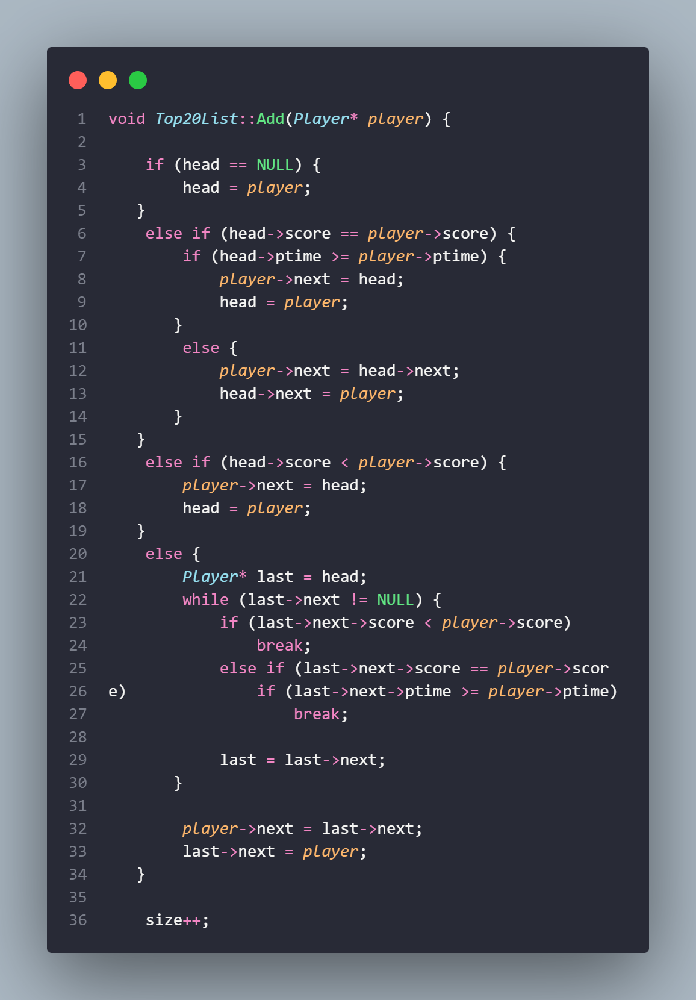 1 void Top20List::Add(Player* player) {
2
3 if (head == NULL) {
4 head = player;
5 }
6 else if (head->score == player->score) {
7 if (head->ptime >= player->ptime) {
8 player->next = head;
9 head = player;
10 }
11 else {
12 player->next = head->next;
13 head->next = player;
14 }
15 }
16 else if (head->score < player->score) {
17 player->next = head;
18 head = player;
19 }
20 else {
21 Player* last = head;
22 while (last->next != NULL) {
23 if (last->next->score < player->score)
24 break;
25 else if (last->next->score == player->scor
26 e) if (last->next->ptime >= player->ptime)
27 break;
28
29 last = last->next;
30 }
31
32 player->next = last->next;
33 last->next = player;
34 }
35
36 size++;